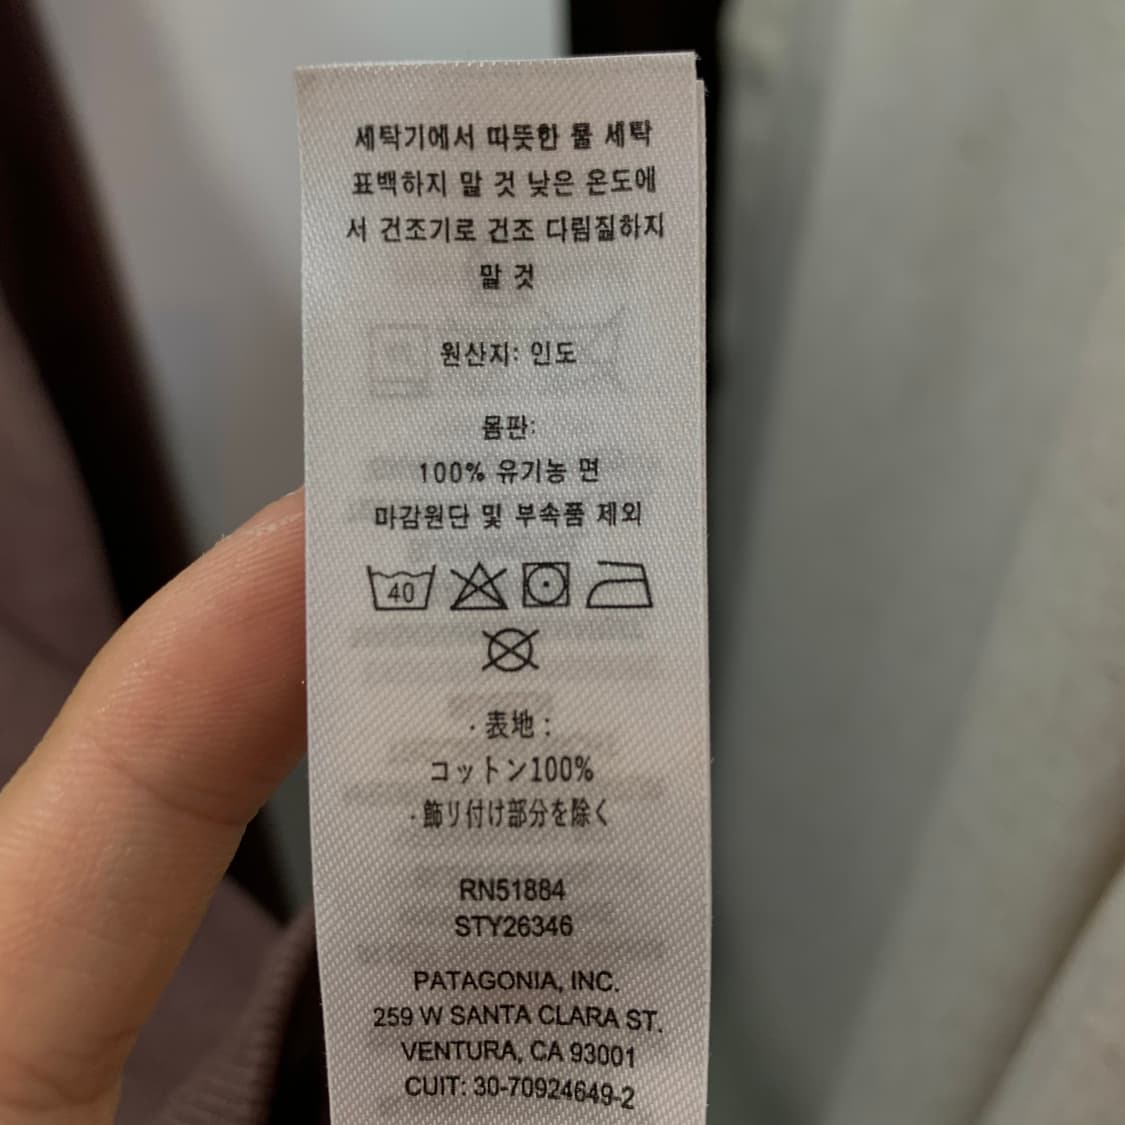 세탁기에서 따뜻한 물 세탁
표백하지 말 것 낮은 온도에
서 건조기로 건조 다림질하지
말 것
원산지: 인도
몸판:
100% 유기농 면
마감원단 및 부속품 제외
40
·表地:
コットン100%
·飾り付け部分を除く
RN51884
STY26346
PATAGONIA, INC.
259 W SANTA CLARA ST.
VENTURA, CA 93001
CUIT: 30-70924649-2